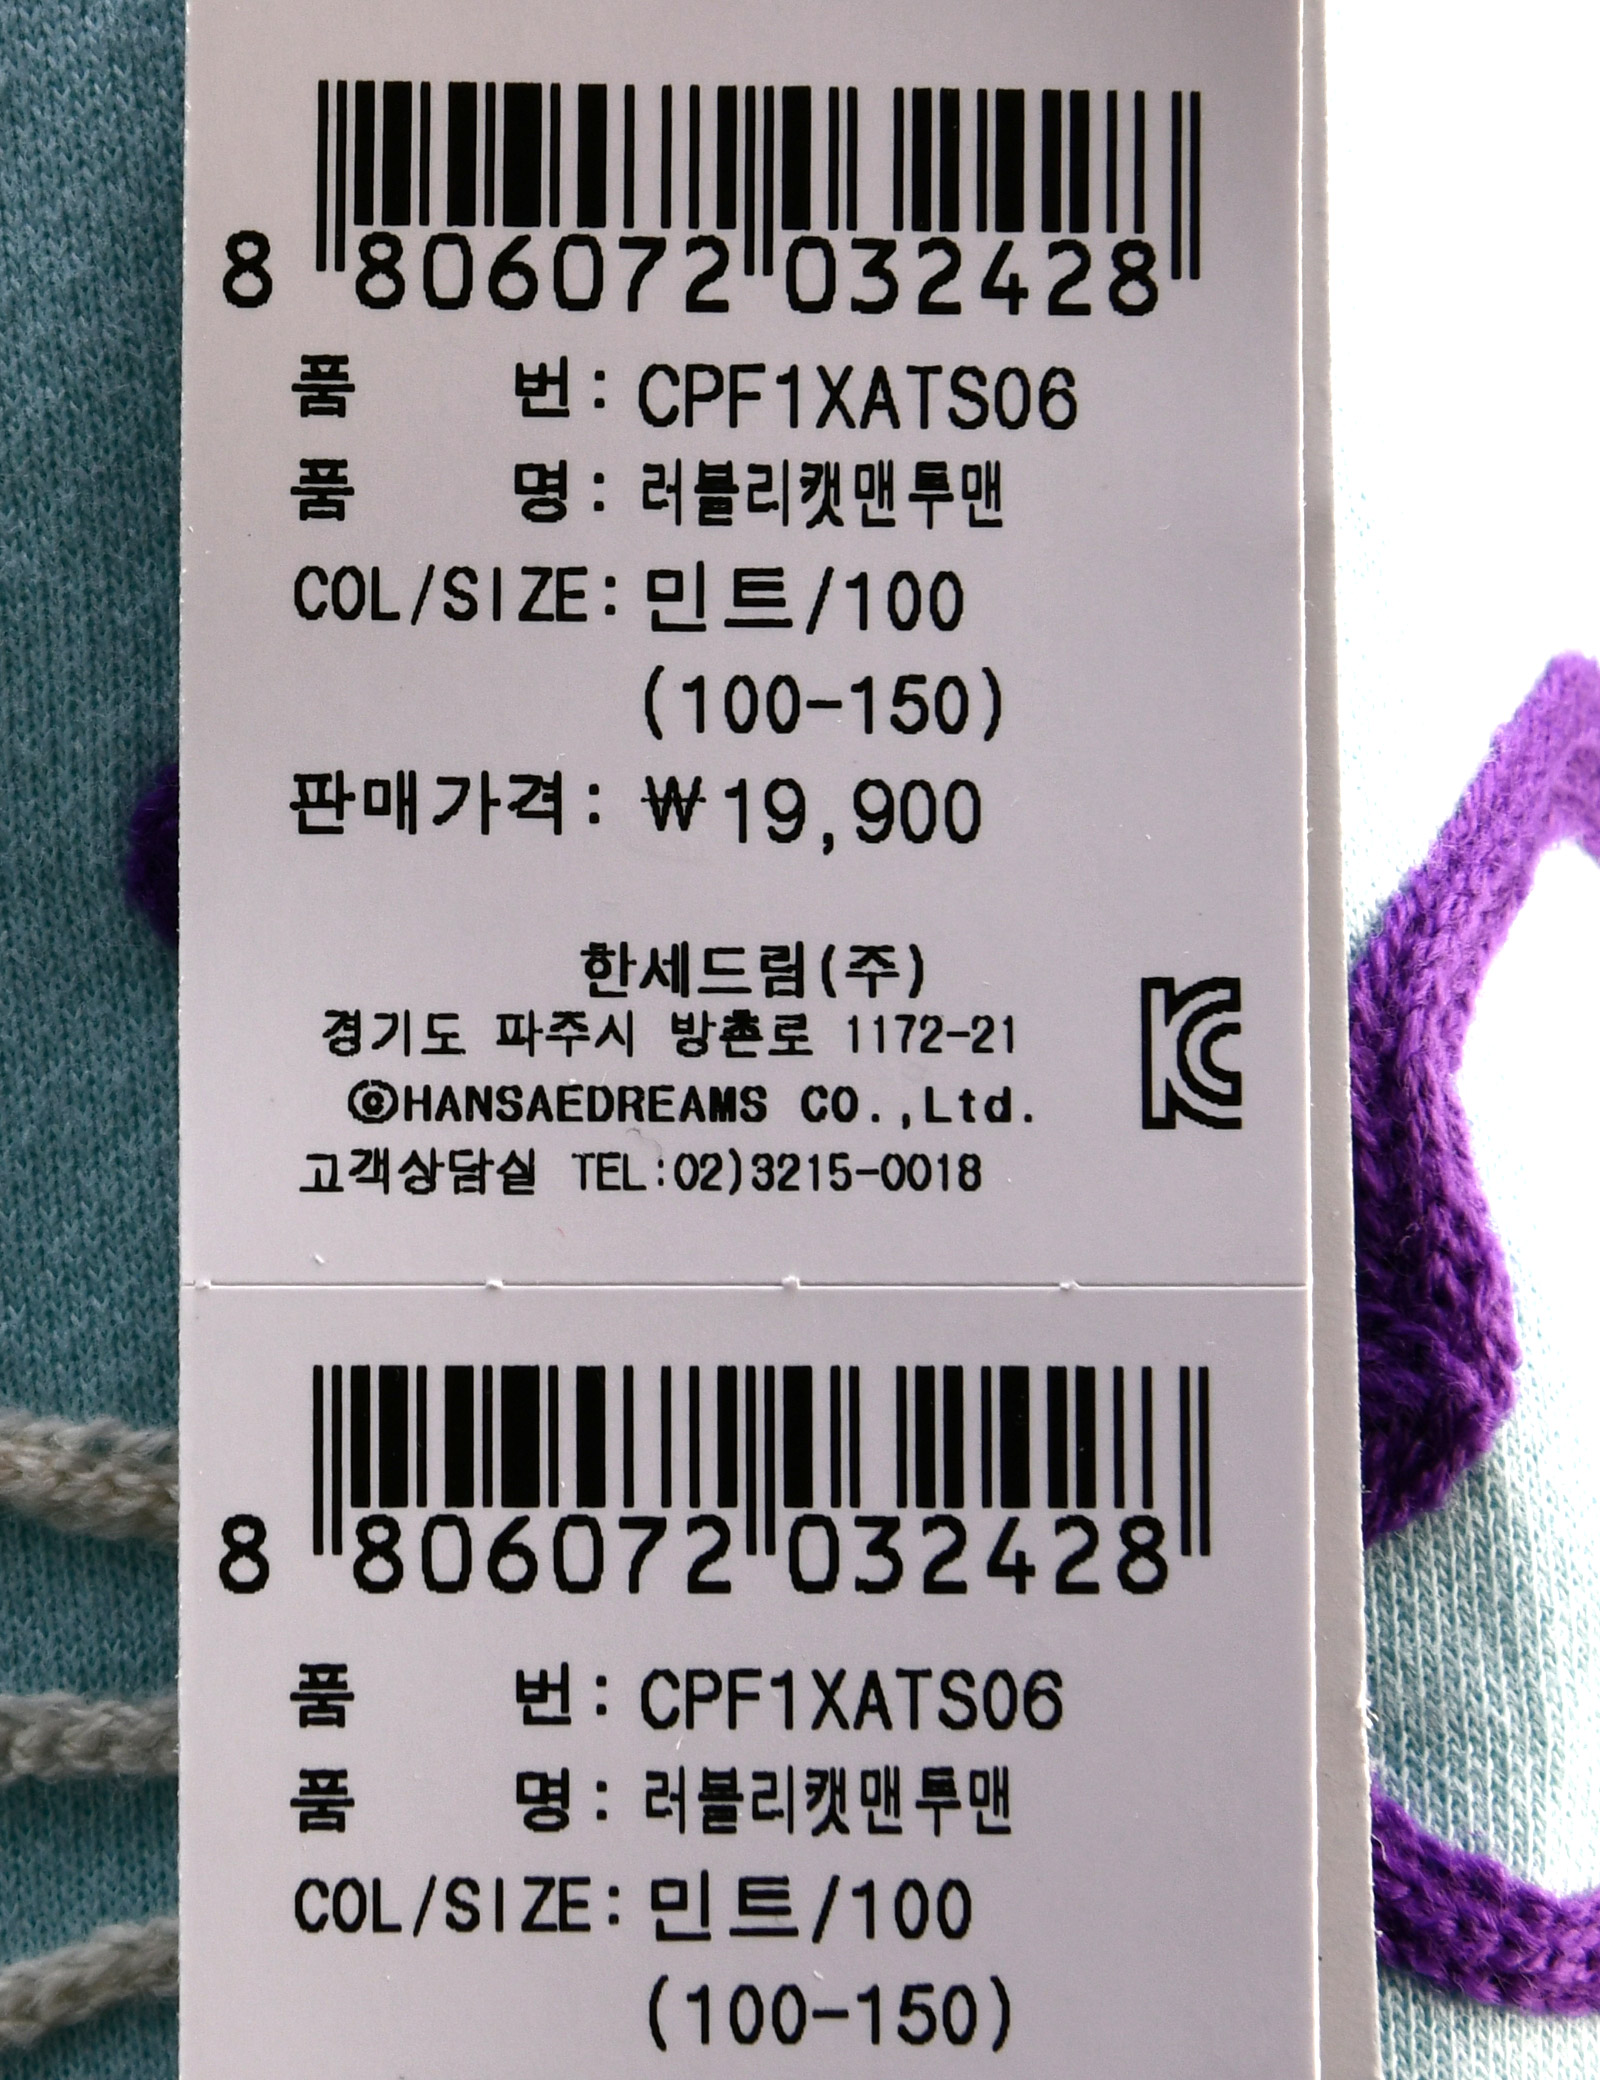 8 806072 032428
품 번: CPF1XATS06
품 명: 러블리캣맨투맨
COL/SIZE: 민트/100
(100-150)
판매가격: ₩19,900
한세드림(주)
경기도 파주시 방촌로 1172-21
©HANSAEDREAMS CO.,Ltd.
고객상담실 TEL:02)3215-0018
KC
8 806072 032428
품 번: CPF1XATS06
품 명: 러블리캣맨투맨
COL/SIZE: 민트/100
(100-150)